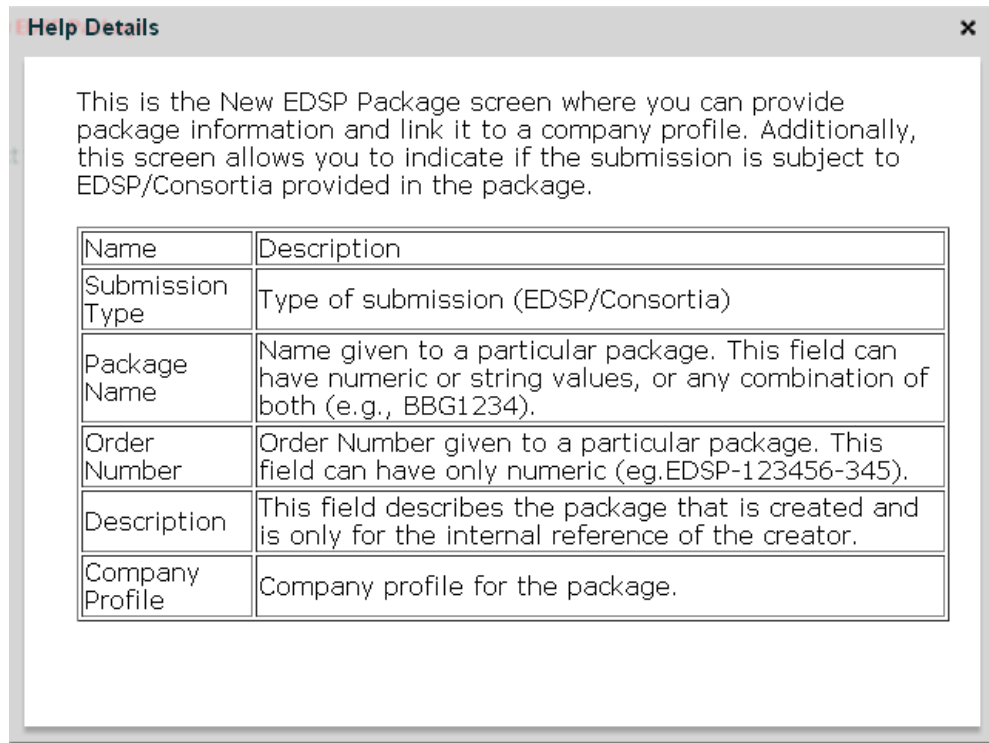 Help Details
×
This is the New EDSP Package screen where you can provide
package information and link it to a company profile. Additionally,
this screen allows you to indicate if the submission is subject to
EDSP/Consortia provided in the package.
Name Description
Submission Type Type of submission (EDSP/Consortia)
Package Name Name given to a particular package. This field can
have numeric or string values, or any combination of
both (e.g., BBG1234).
Order Number Order Number given to a particular package. This
field can have only numeric (eg.EDSP-123456-345).
Description This field describes the package that is created and
is only for the internal reference of the creator.
Company Profile Company profile for the package.